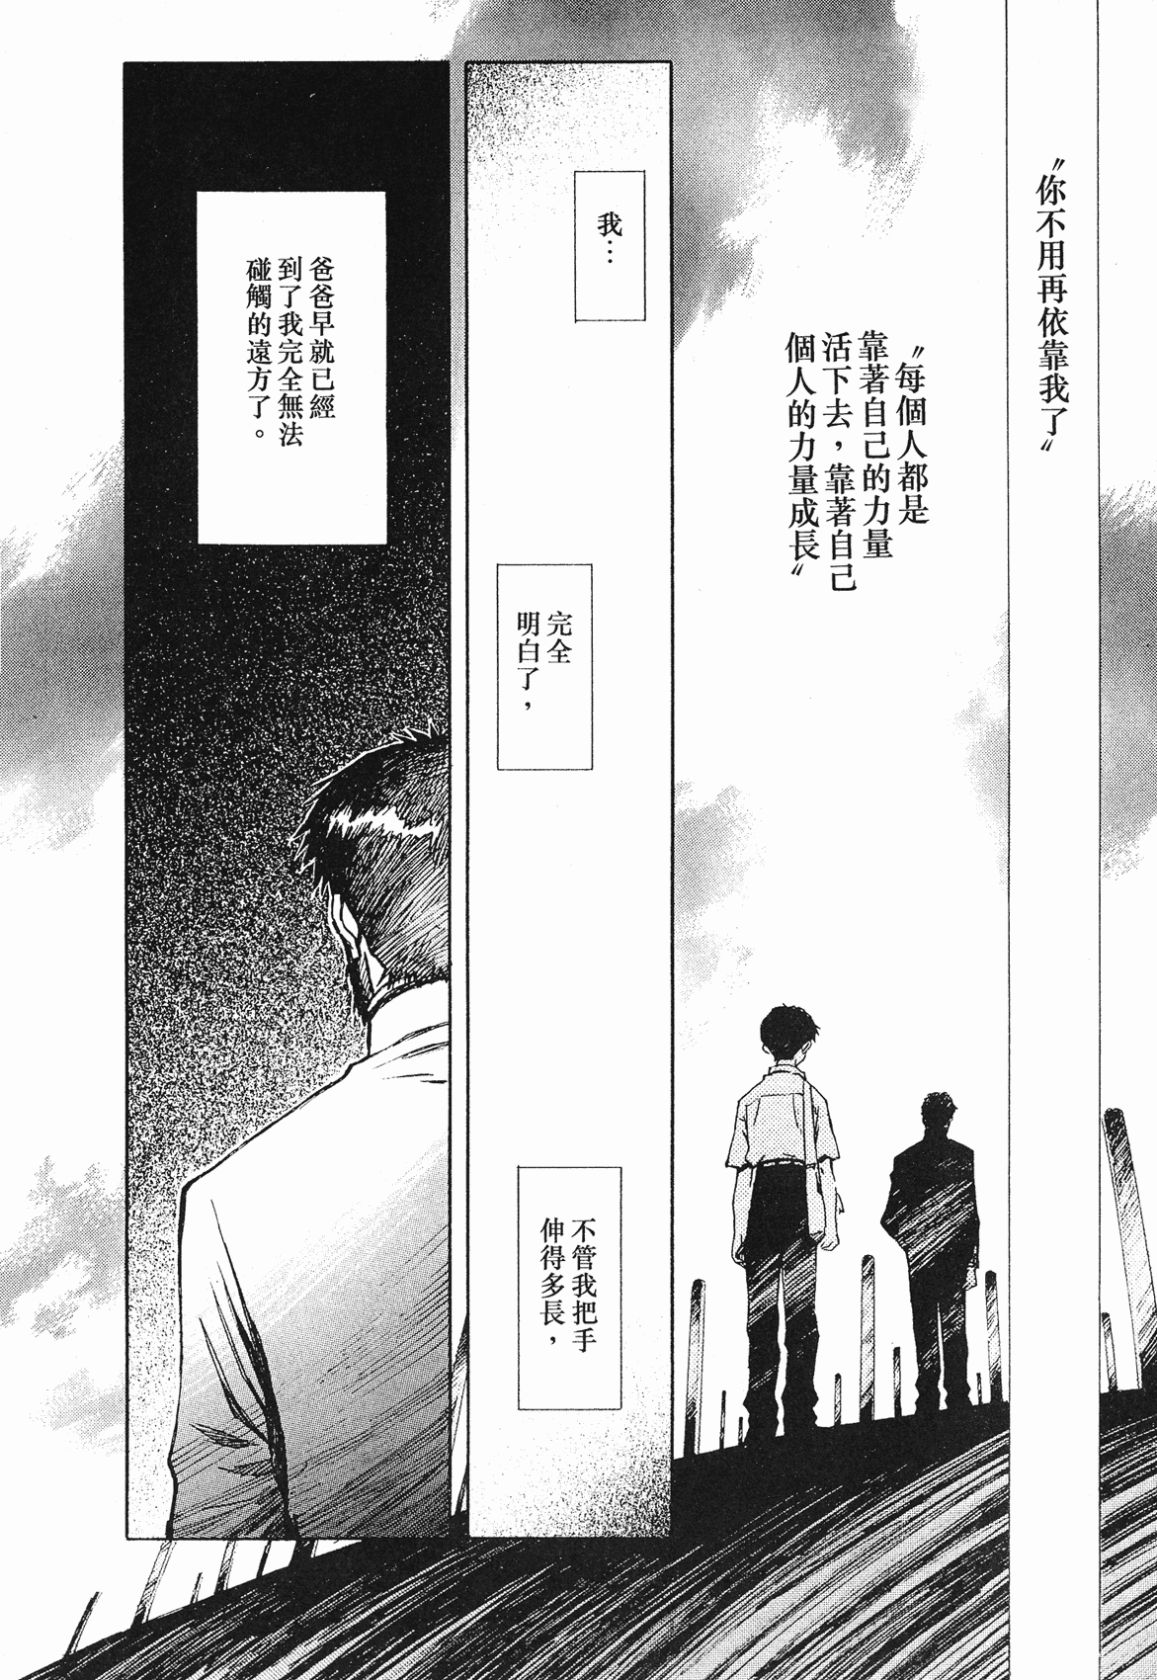 〝你不用再依靠我了〞
〝每個人都是
靠著自己的力量
活下去，靠著自己
個人的力量成長〞
我…
完全
明白了，
不管我把手
伸得多長，
爸爸早就已經
到了我完全無法
碰觸的遠方了。